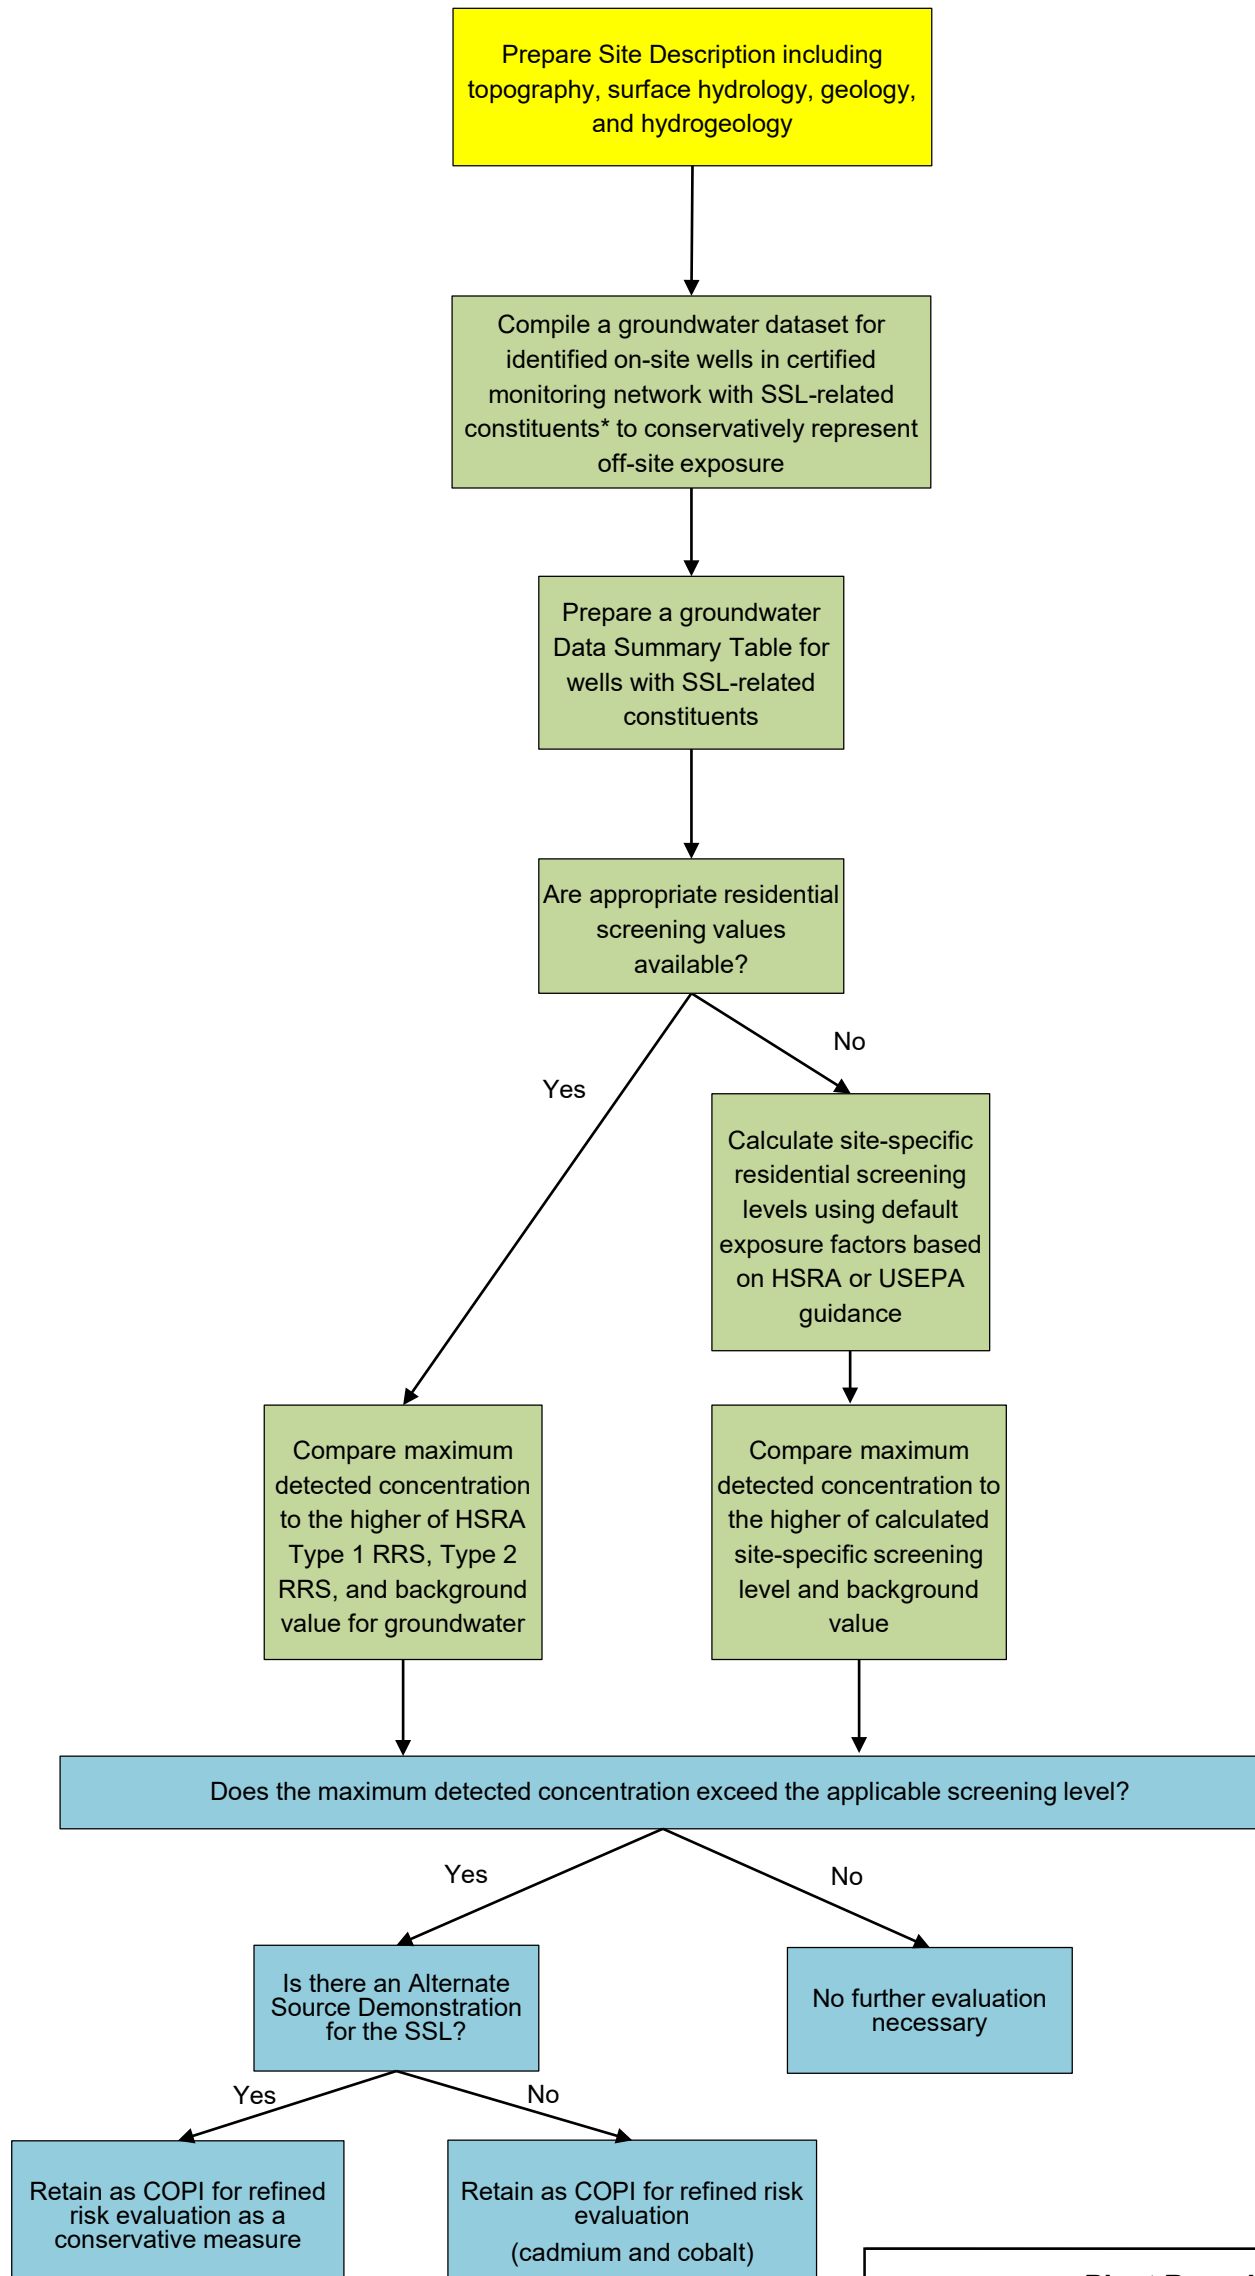 Prepare Site Description including
topography, surface hydrology, geology,
and hydrogeology
Compile a groundwater dataset for
identified on-site wells in certified
monitoring network with SSL-related
constituents* to conservatively represent
off-site exposure
Prepare a groundwater
Data Summary Table for
wells with SSL-related
constituents
Are appropriate residential
screening values
available?
No
Yes
Calculate site-specific
residential screening
levels using default
exposure factors based
on HSRA or USEPA
guidance
Compare maximum
detected concentration
to the higher of HSRA
Type 1 RRS, Type 2
RRS, and background
value for groundwater
Compare maximum
detected concentration to
the higher of calculated
site-specific screening
level and background
value
Does the maximum detected concentration exceed the applicable screening level?
Yes
No
Is there an Alternate
Source Demonstration
for the SSL?
No further evaluation
necessary
Yes
No
Retain as COPI for refined
risk evaluation as a
conservative measure
Retain as COPI for refined risk
evaluation
(cadmium and cobalt)